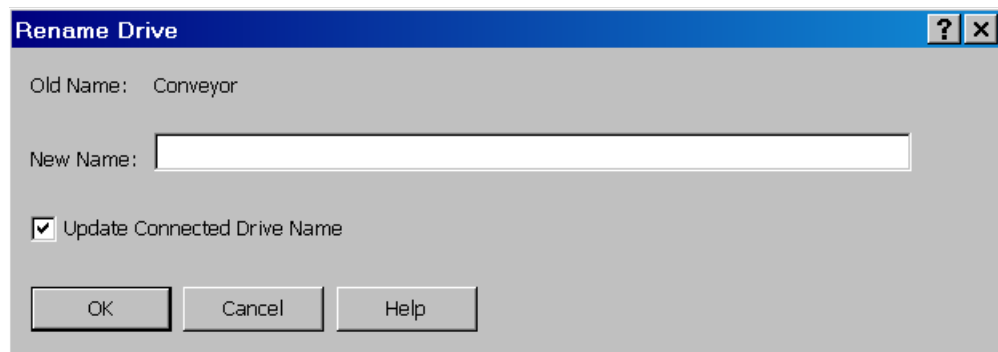 Rename Drive
Old Name: Conveyor
New Name:
Update Connected Drive Name
OK Cancel Help